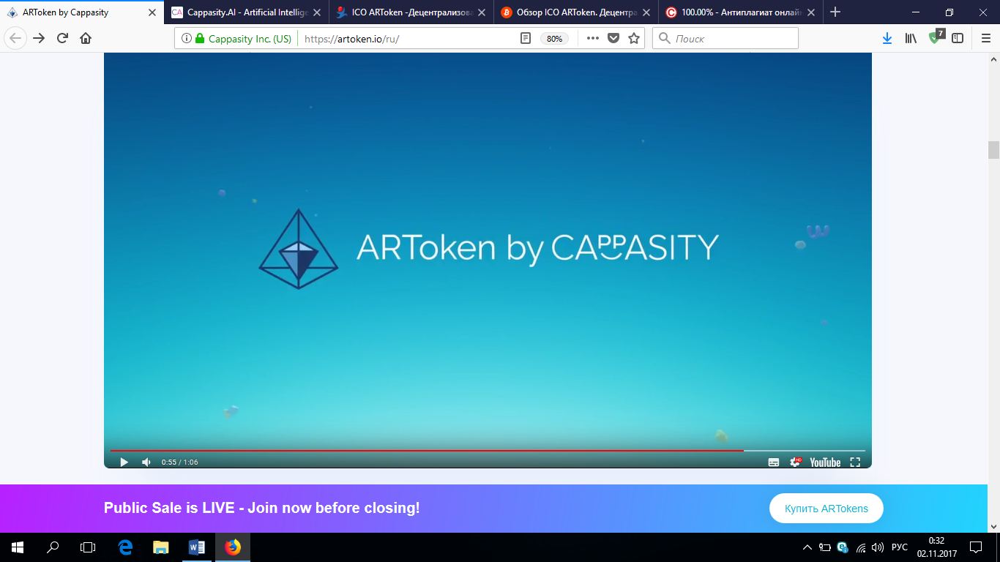 ARToken by Cappasity
Cappasity.AI - Artificial Intellige
ICO ARToken -Децентрализова
Обзор ICO ARToken. Децентра
100.00% - Антиплагиат онлайн
Cappasity Inc. (US)
https://artoken.io/ru/
80%
Поиск
7
ARToken by CAPPASITY
0:55 / 1:06
HD
YouTube
Public Sale is LIVE - Join now before closing!
Купить ARTokens
РУС
0:32
02.11.2017